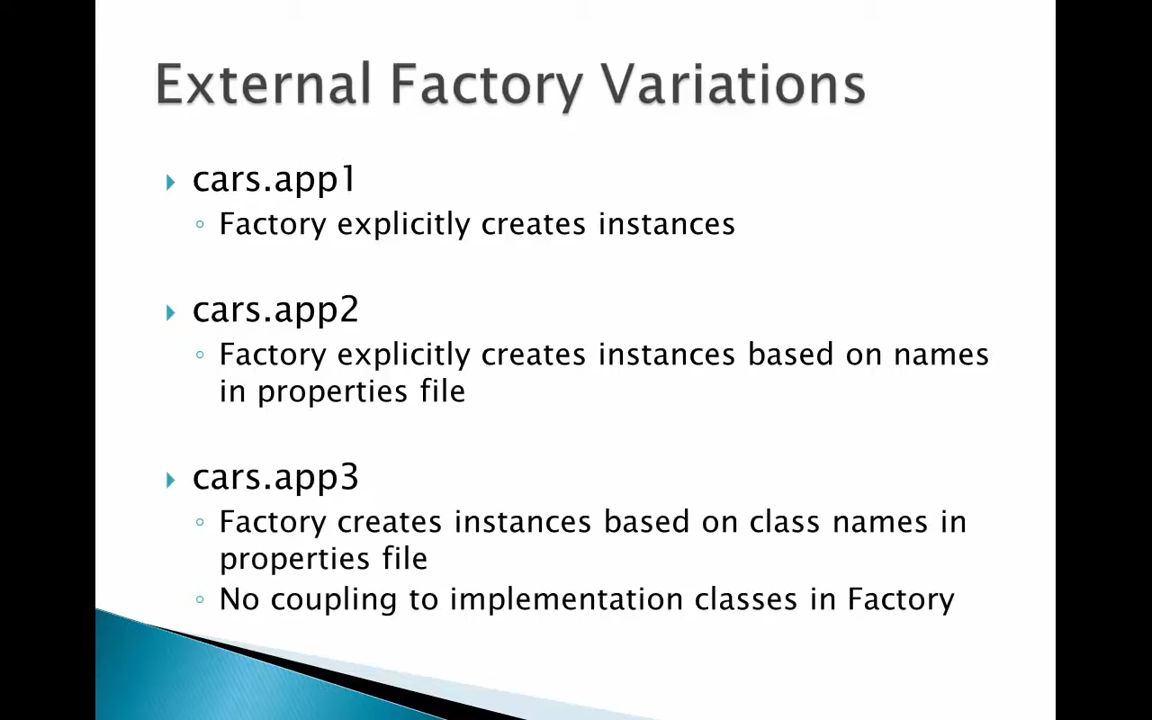 External Factory Variations
cars.app1
Factory explicitly creates instances
cars.app2
Factory explicitly creates instances based on names
in properties file
cars.app3
Factory creates instances based on class names in
properties file
No coupling to implementation classes in Factory